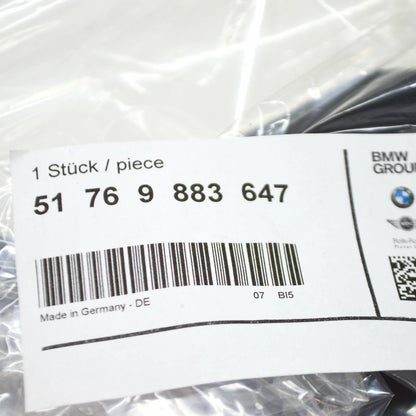 1 Stück / piece
51 76 9 883 647
Made in Germany - DE
07 BI5
BMW
GROUP